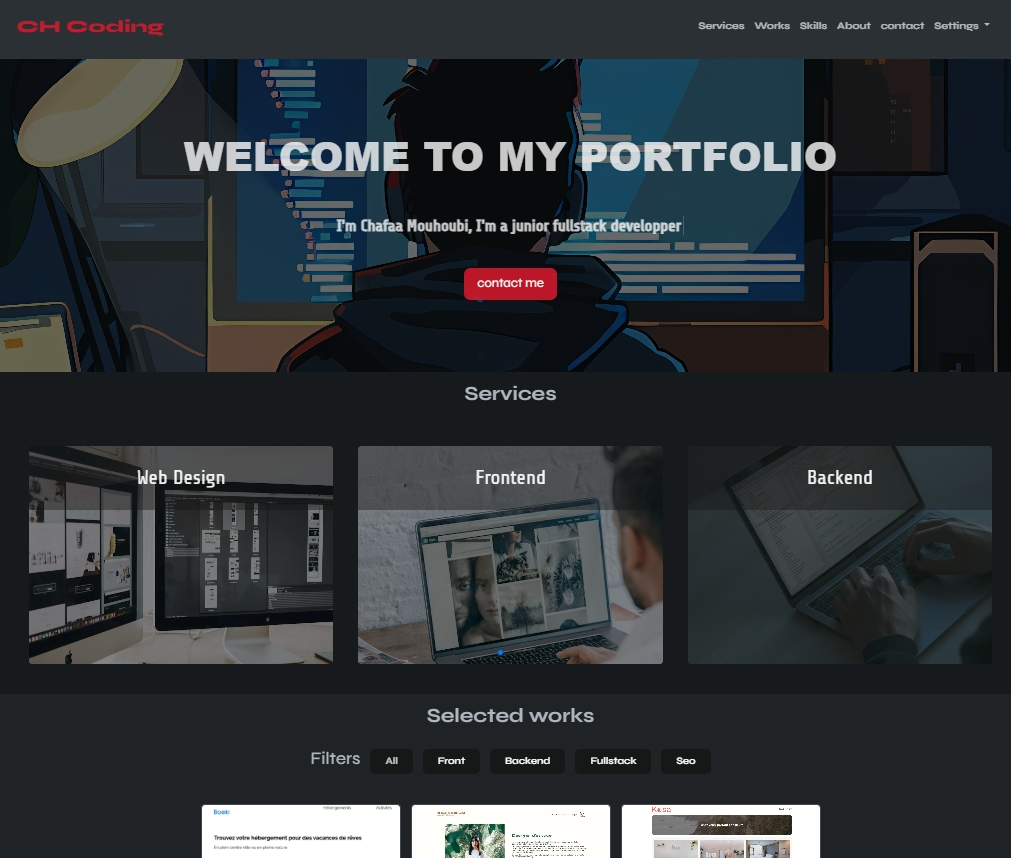 CH Coding
Services Works Skills About contact Settings
WELCOME TO MY PORTFOLIO
I'm Chafaa Mouhoubi, I'm a junior fullstack developper
contact me
Services
Web Design Frontend Backend
Selected works
Filters All Front Backend Fullstack Seo
Booki Hébergements Activités
Kasa
Trouvez votre hébergement pour des vacances de rêves
En plein centre ville ou en pleine nature